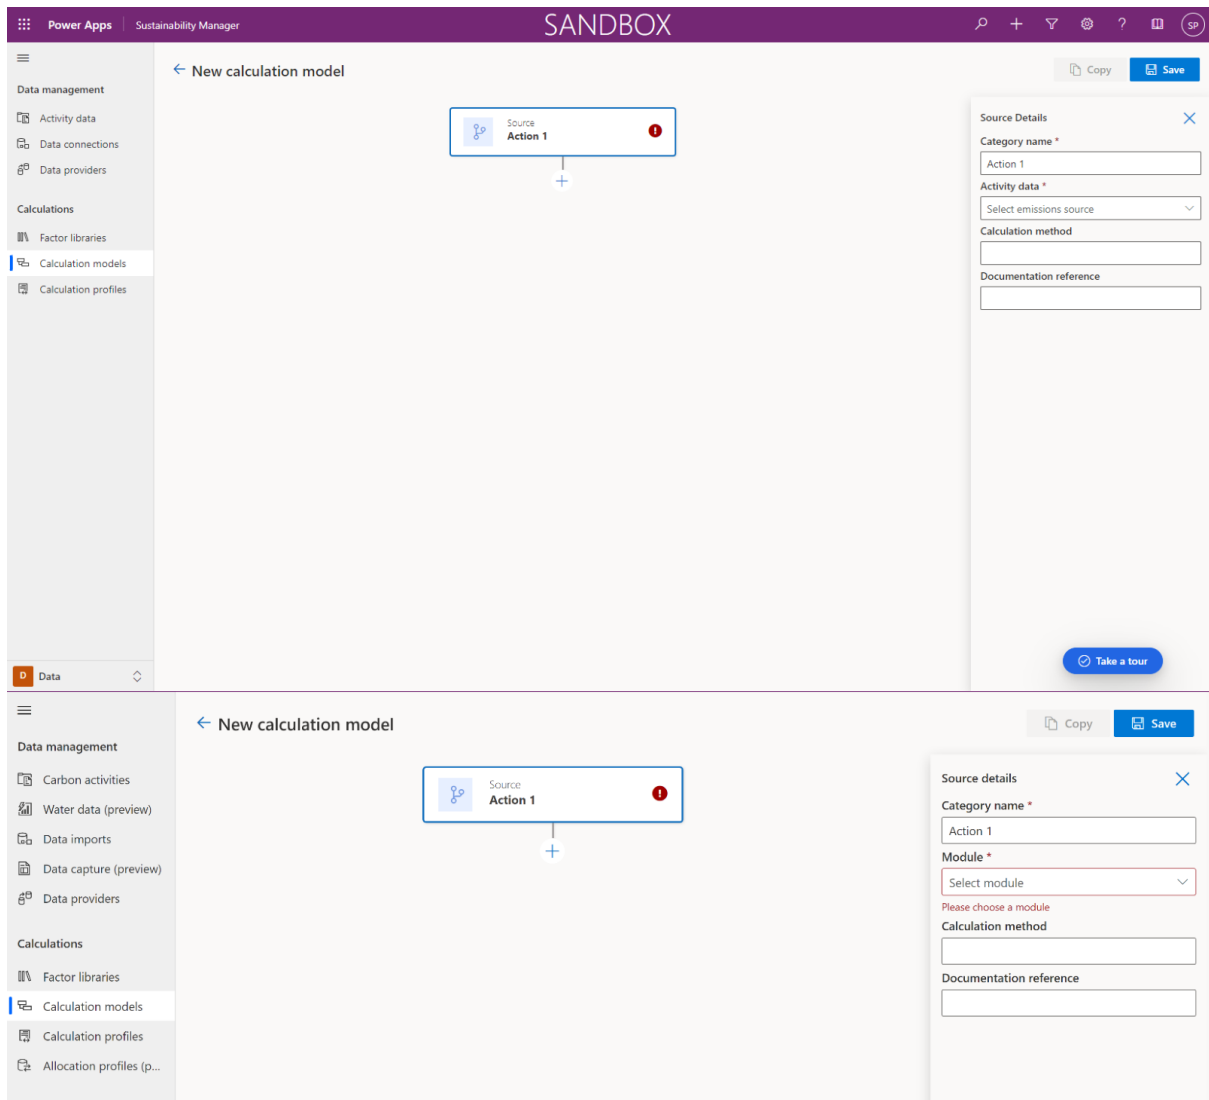 Power Apps
Sustainability Manager
SANDBOX
SP
New calculation model
Copy
Save
Data management
Activity data
Data connections
Data providers
Calculations
Factor libraries
Calculation models
Calculation profiles
D
Data
Source
Action 1
Source Details
Category name *
Action 1
Activity data *
Select emissions source
Calculation method
Documentation reference
Take a tour
New calculation model
Copy
Save
Data management
Carbon activities
Water data (preview)
Data imports
Data capture (preview)
Data providers
Calculations
Factor libraries
Calculation models
Calculation profiles
Allocation profiles (p...
Source
Action 1
Source details
Category name *
Action 1
Module *
Select module
Please choose a module
Calculation method
Documentation reference